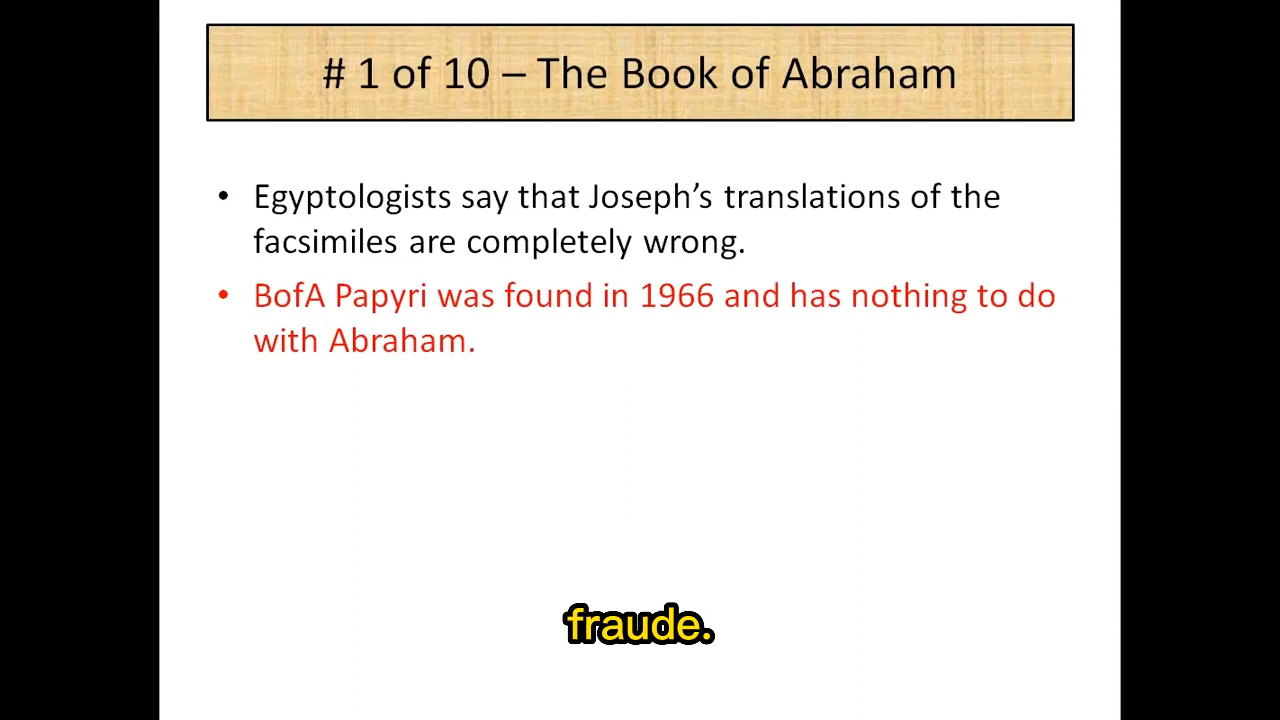 # 1 of 10 – The Book of Abraham
• Egyptologists say that Joseph’s translations of the
facsimiles are completely wrong.
• BofA Papyri was found in 1966 and has nothing to do
with Abraham.
fraude.